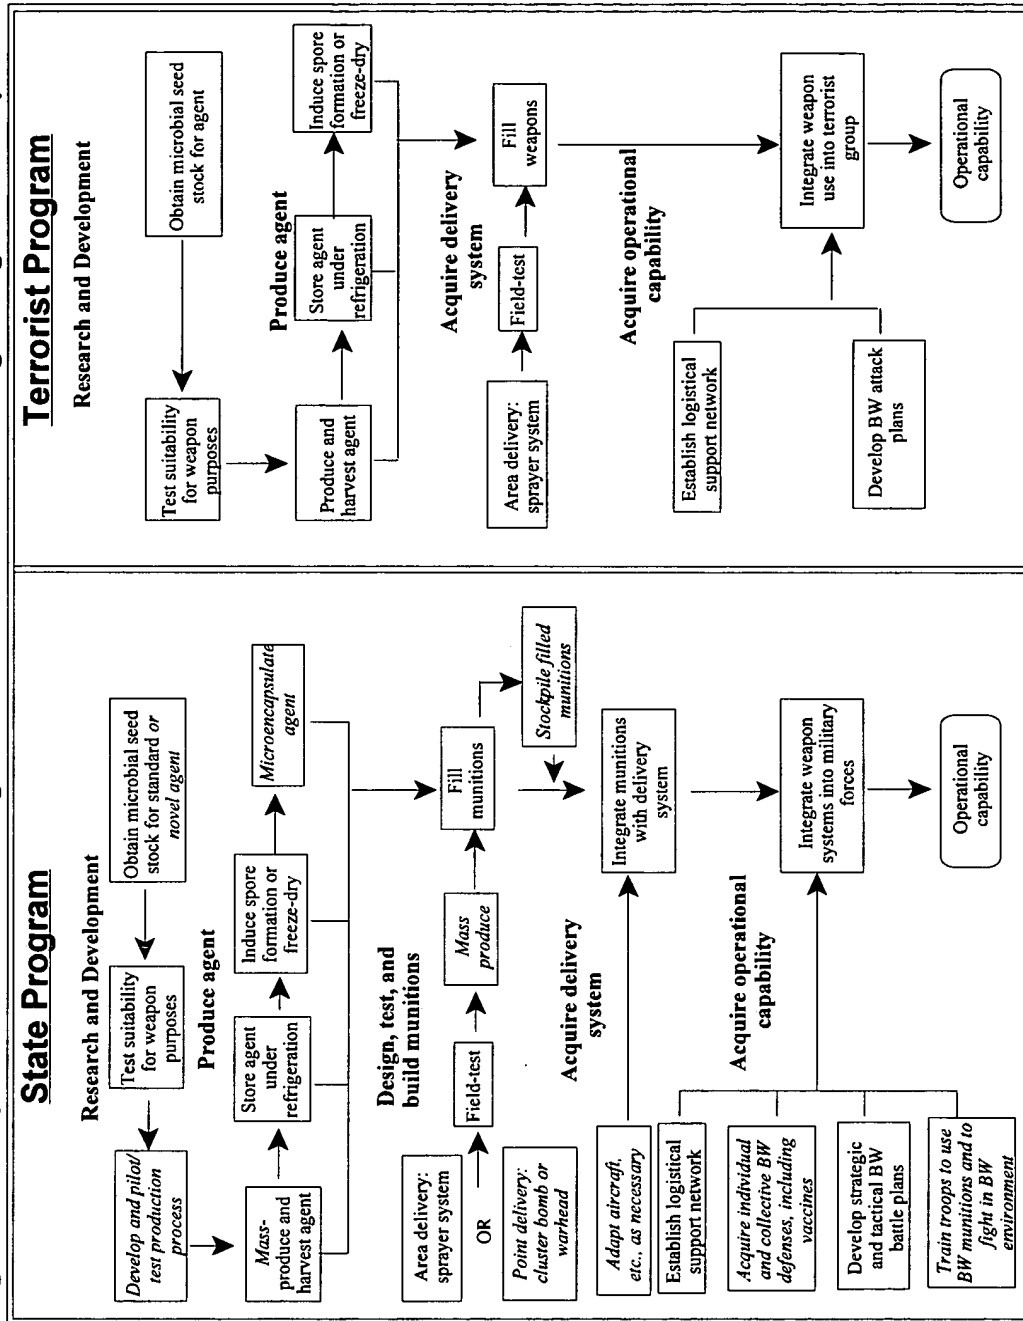 State Program
Research and Development
Obtain microbial seed
stock for standard or
novel agent
Test suitability
for weapon
purposes
Develop and pilot/
test production
process
Produce agent
Mass-
produce and
harvest agent
Store agent
under
refrigeration
Induce spore
formation or
freeze-dry
Microencapsulate
agent
Design, test, and
build munitions
Area delivery:
sprayer system
OR
Point delivery:
cluster bomb or
warhead
Field-test
Mass
produce
Fill
munitions
Stockpile filled
munitions
Acquire delivery
system
Adapt aircraft,
etc., as necessary
Integrate munitions
with delivery
system
Acquire operational
capability
Establish logistical
support network
Acquire individual
and collective BW
defenses, including
vaccines
Develop strategic
and tactical BW
battle plans
Train troops to use
BW munitions and to
fight in BW
environment
Integrate weapon
systems into military
forces
Operational
capability
Terrorist Program
Research and Development
Obtain microbial seed
stock for agent
Test suitability
for weapon
purposes
Produce agent
Produce and
harvest agent
Store agent
under
refrigeration
Induce spore
formation or
freeze-dry
Acquire delivery
system
Area delivery:
sprayer system
Field-test
Fill
weapons
Acquire operational
capability
Establish logistical
support network
Develop BW attack
plans
Integrate weapon
use into terrorist
group
Operational
capability